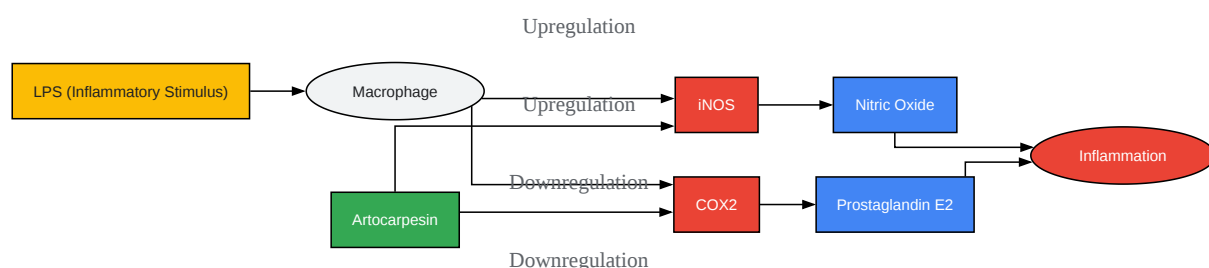 Upregulation
LPS (Inflammatory Stimulus)
Macrophage
Upregulation
iNOS
Nitric Oxide
Inflammation
Downregulation
Artocarpesin
COX2
Prostaglandin E2
Downregulation